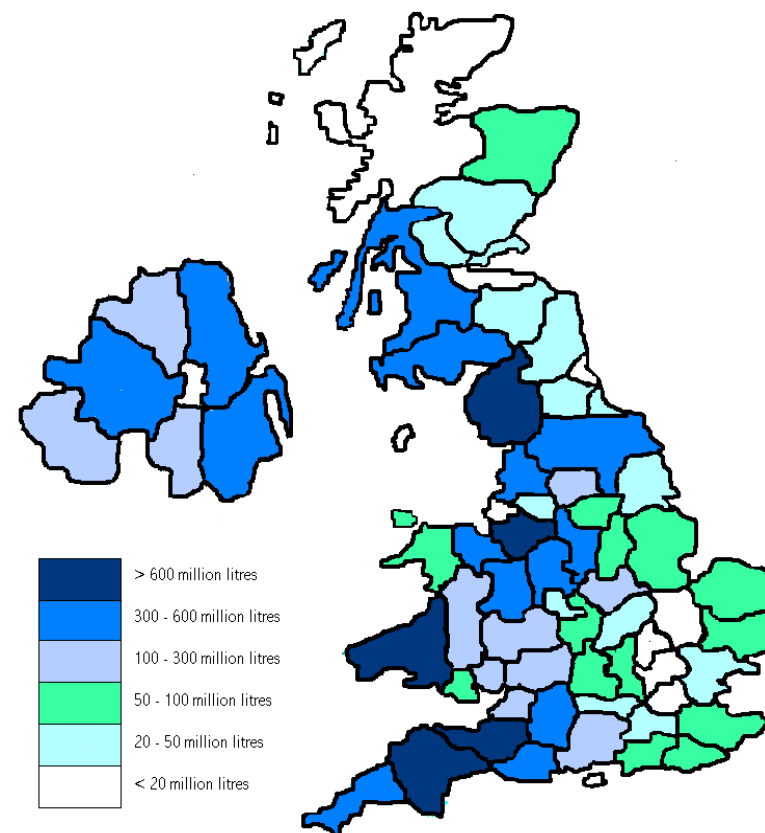 > 600 million litres
300 - 600 million litres
100 - 300 million litres
50 - 100 million litres
20 - 50 million litres
< 20 million litres